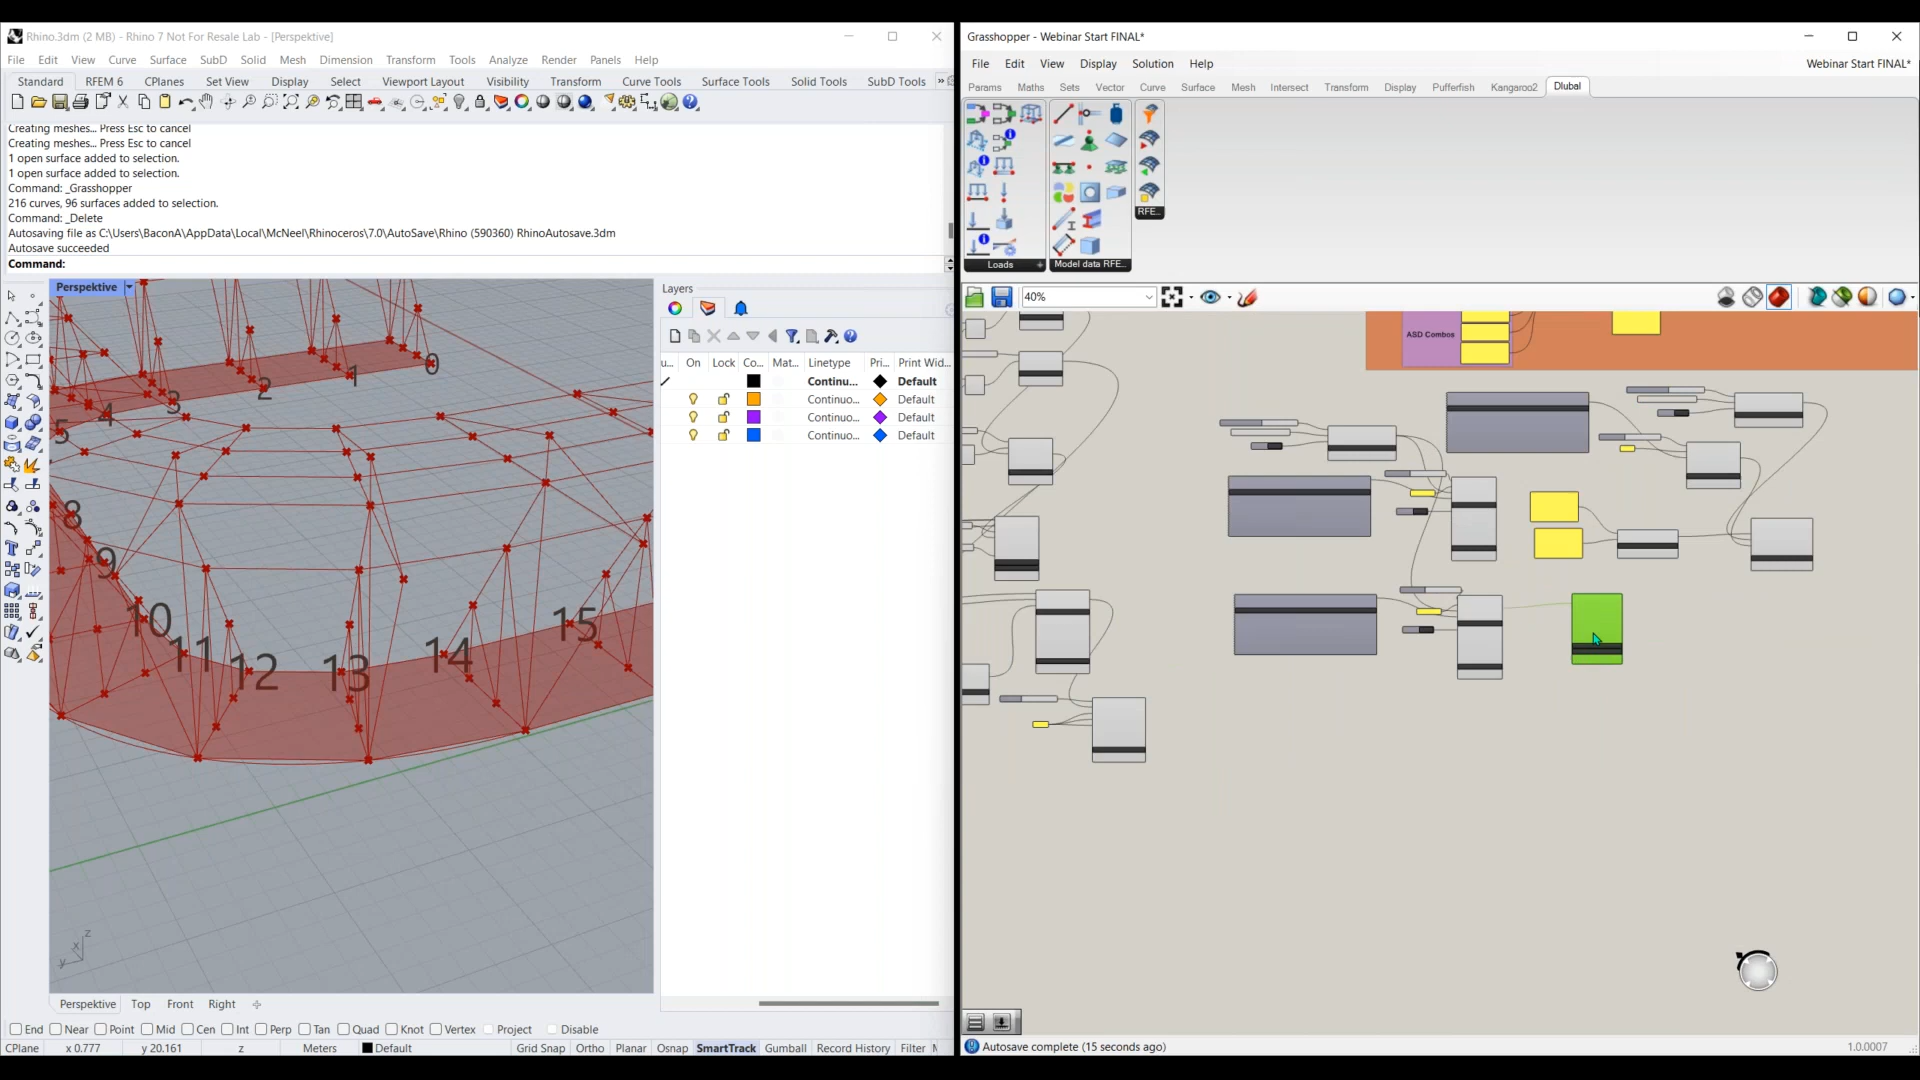 Rhino.3dm (2 MB) - Rhino 7 Not For Resale Lab - [Perspektive]
File Edit View Curve Surface SubD Solid Mesh Dimension Transform Tools Analyze Render Panels Help
Standard RFEM 6 CPlanes Set View Display Select Viewport Layout Visibility Transform Curve Tools Surface Tools Solid Tools SubD Tools »
Creating meshes... Press Esc to cancel
Creating meshes... Press Esc to cancel
1 open surface added to selection.
1 open surface added to selection.
Command: _Grasshopper
216 curves, 96 surfaces added to selection.
Command: _Delete
Autosaving file as C:\Users\BaconA\AppData\Local\McNeel\Rhinoceros\7.0\AutoSave\Rhino (590360) RhinoAutosave.3dm
Autosave succeeded
Command:
Perspektive
0
1
2
3
4
5
8
9
10
11
12
13
14
15
z
x
y
Layers
On Lock Co... Mat... Linetype Pri... Print Wid...
Continu... Default
Continuo... Default
Continuo... Default
Continuo... Default
Perspektive Top Front Right
End Near Point Mid Cen Int Perp Tan Quad Knot Vertex Project Disable
CPlane x 0.777 y 20.161 z Meters Default Grid Snap Ortho Planar Osnap SmartTrack Gumball Record History Filter
Grasshopper - Webinar Start FINAL*
File Edit View Display Solution Help
Webinar Start FINAL*
Params Maths Sets Vector Curve Surface Mesh Intersect Transform Display Pufferfish Kangaroo2 Dlubal
Loads
Model data RFE...
RFE...
40%
ASD Combos
Autosave complete (15 seconds ago)
1.0.0007